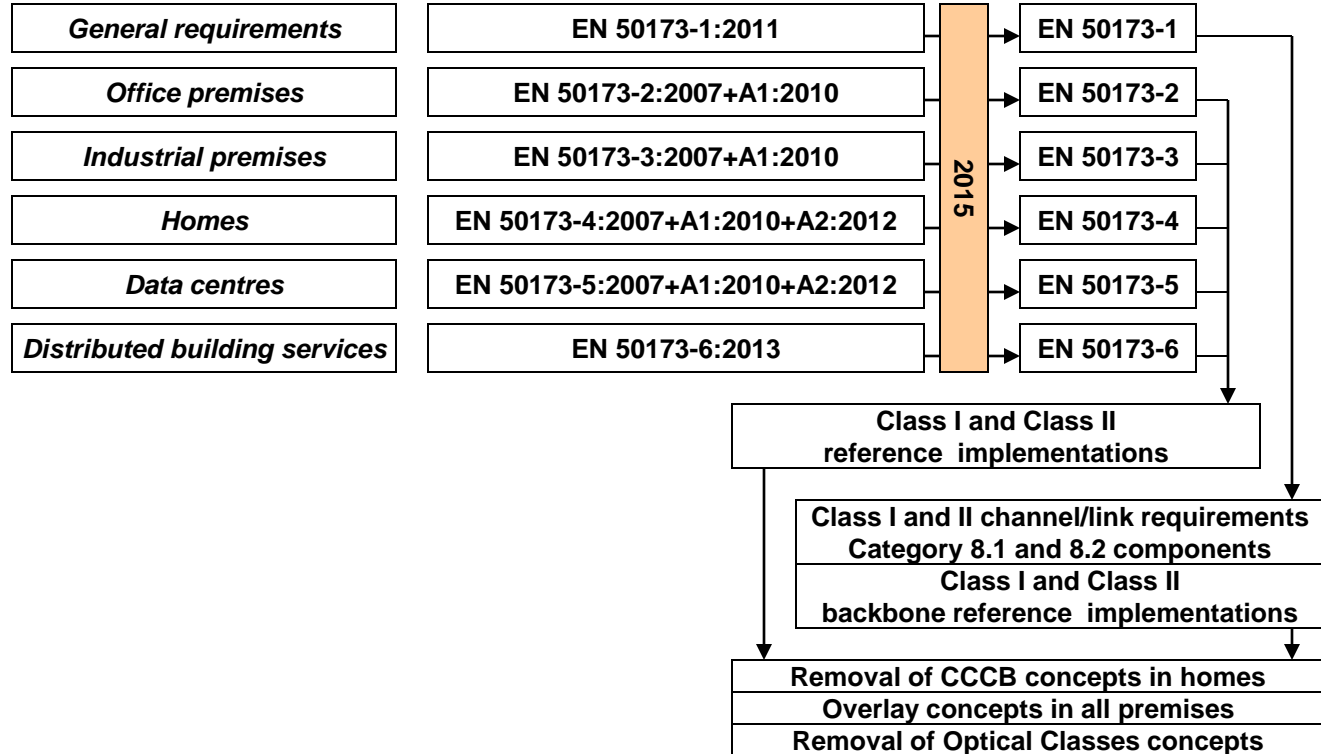 General requirements
EN 50173-1:2011
EN 50173-1
Office premises
EN 50173-2:2007+A1:2010
EN 50173-2
Industrial premises
EN 50173-3:2007+A1:2010
EN 50173-3
2015
Homes
EN 50173-4:2007+A1:2010+A2:2012
EN 50173-4
Data centres
EN 50173-5:2007+A1:2010+A2:2012
EN 50173-5
Distributed building services
EN 50173-6:2013
EN 50173-6
Class I and Class II
reference implementations
Class I and II channel/link requirements
Category 8.1 and 8.2 components
Class I and Class II
backbone reference implementations
Removal of CCCB concepts in homes
Overlay concepts in all premises
Removal of Optical Classes concepts